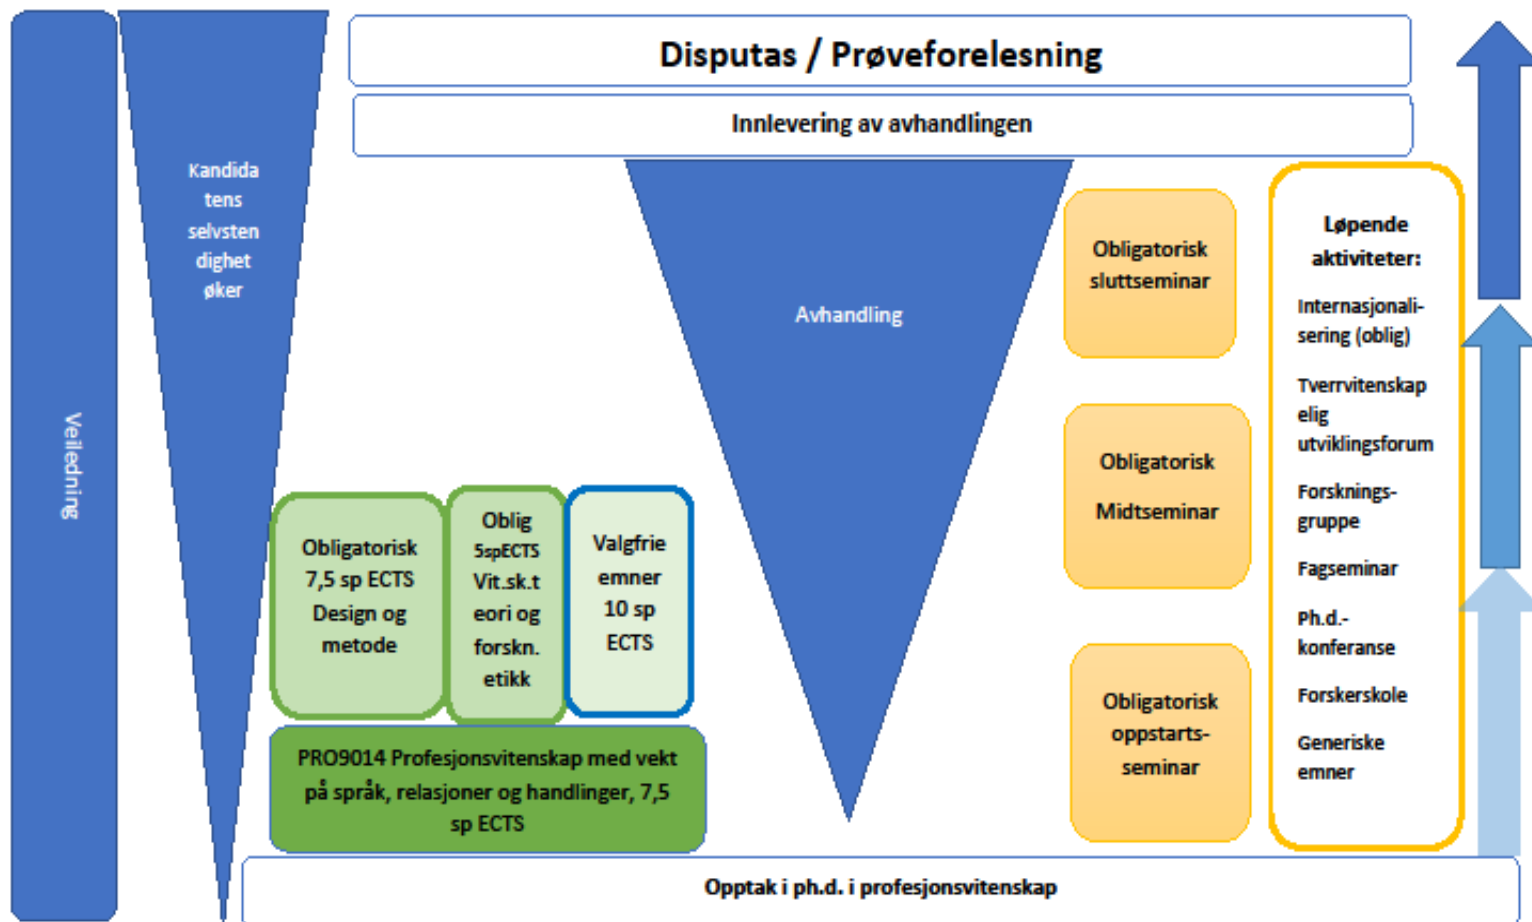 Disputas / Prøveforelesning
Innlevering av avhandlingen
Veiledning
Kandida
tens
selvsten
dighet
øker
Avhandling
Obligatorisk
7,5 sp ECTS
Design og
metode
Oblig
5spECTS
Vit.sk.t
eori og
forskn.
etikk
Valgfrie
emner
10 sp
ECTS
PRO9014 Profesjonsvitenskap med vekt
på språk, relasjoner og handlinger, 7,5
sp ECTS
Obligatorisk
sluttseminar
Obligatorisk
Midtseminar
Obligatorisk
oppstarts-
seminar
Løpende
aktiviteter:
Internasjonali-
sering (oblig)
Tverrvitenskap
elig
utviklingsforum
Forsknings-
gruppe
Fagseminar
Ph.d.-
konferanse
Forskerskole
Generiske
emner
Opptak i ph.d. i profesjonsvitenskap